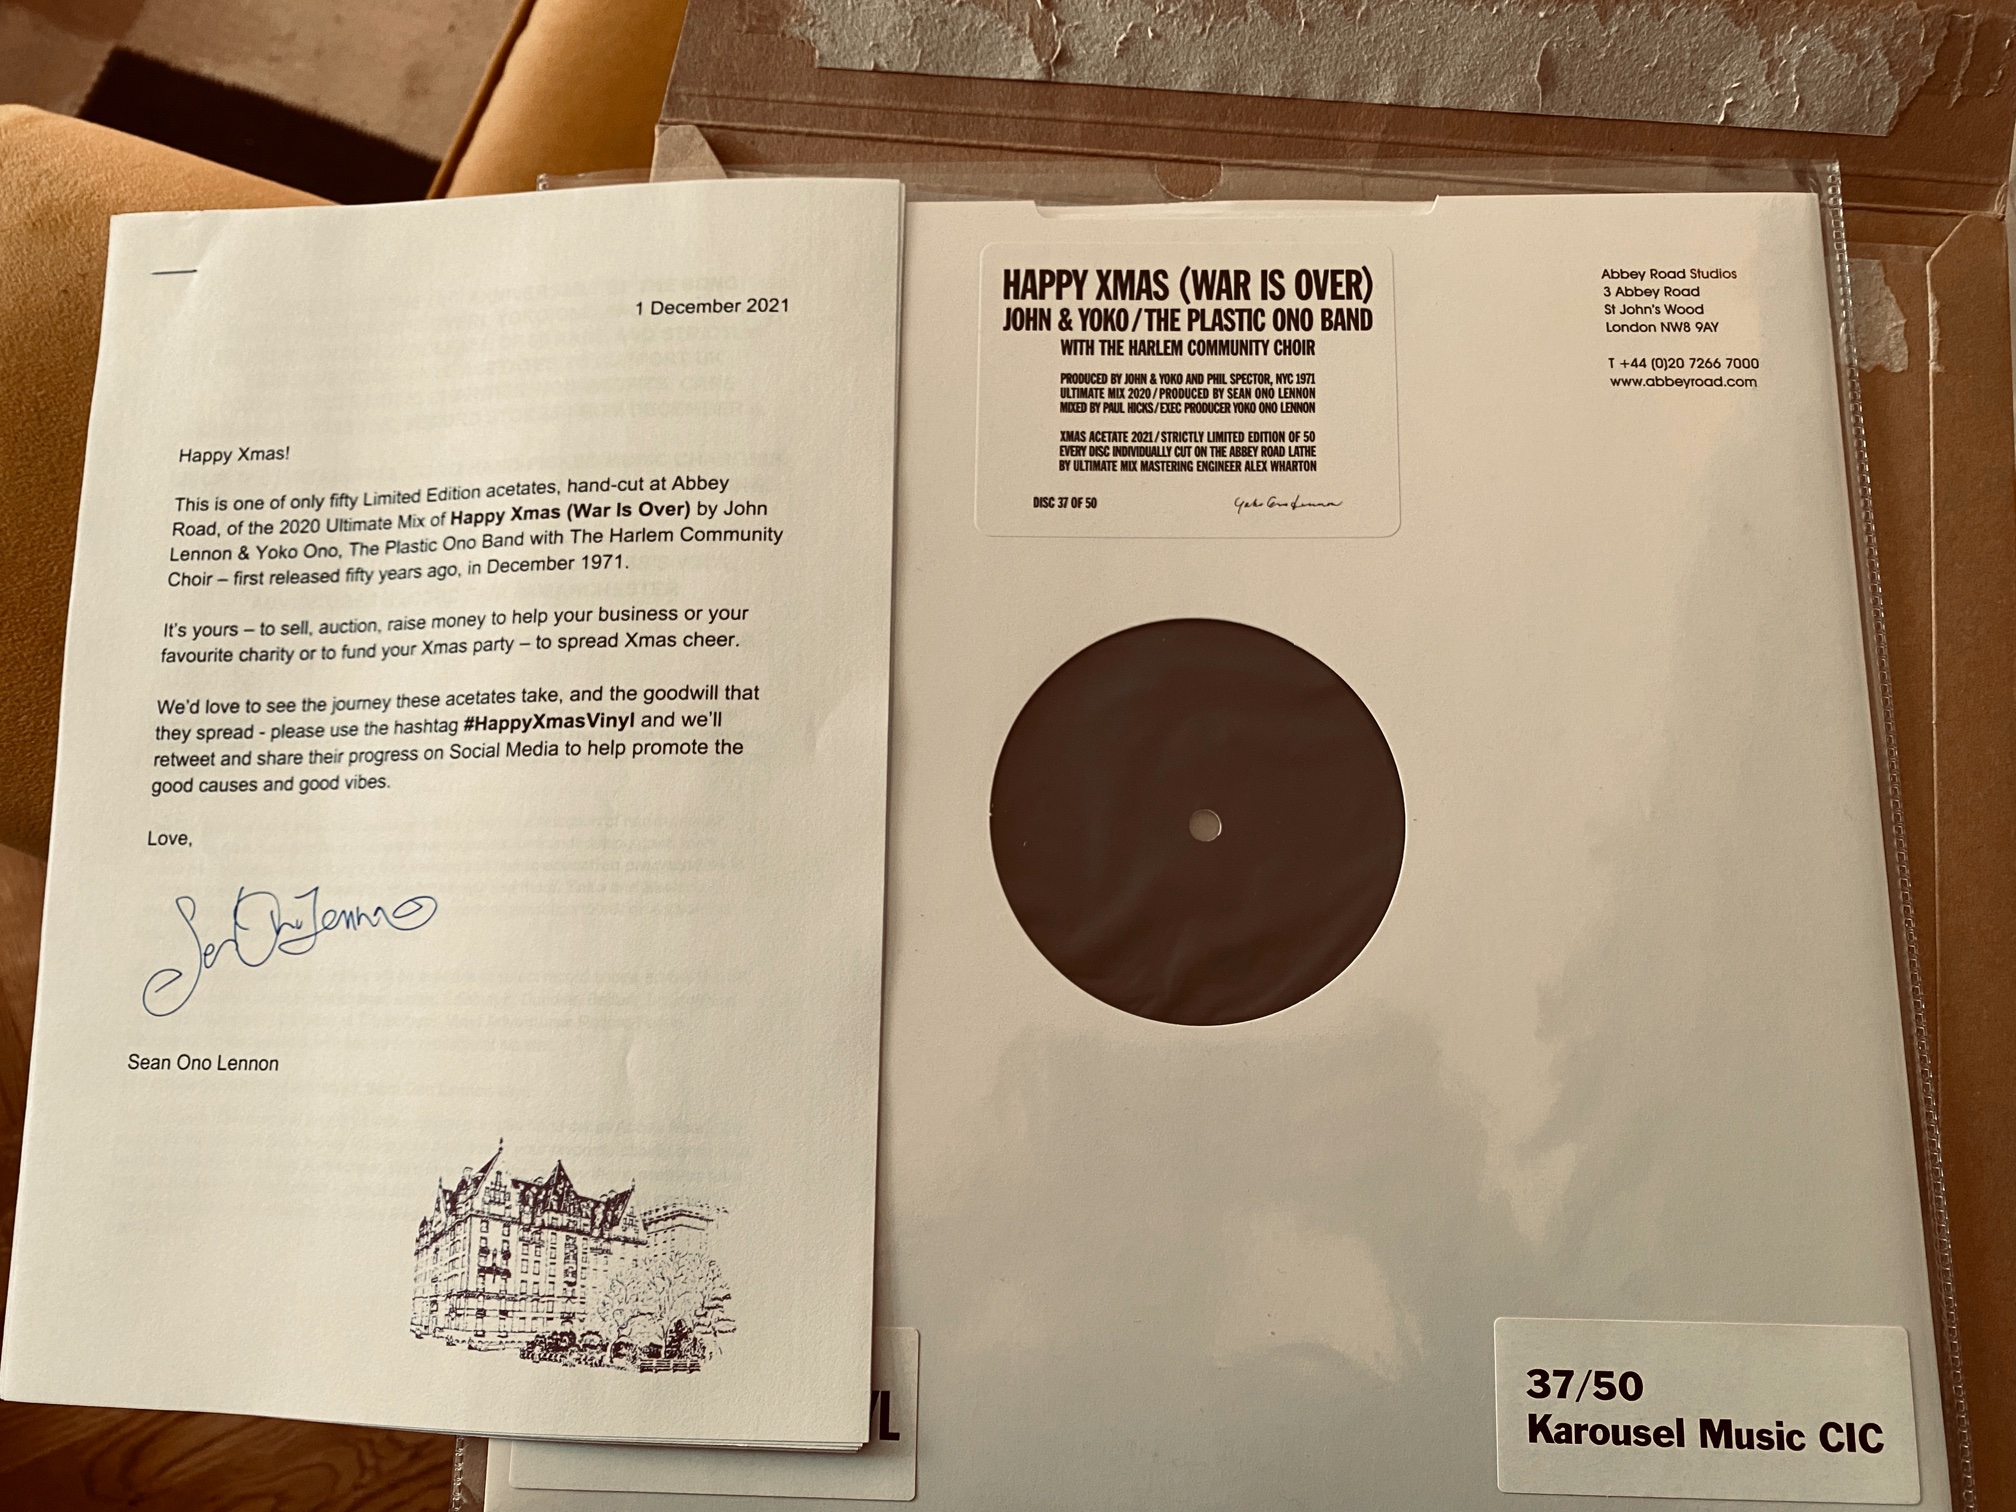 1 December 2021
Happy Xmas!
This is one of only fifty Limited Edition acetates, hand-cut at Abbey
Road, of the 2020 Ultimate Mix of Happy Xmas (War Is Over) by John
Lennon & Yoko Ono, The Plastic Ono Band with The Harlem Community
Choir – first released fifty years ago, in December 1971.
It's yours – to sell, auction, raise money to help your business or your
favourite charity or to fund your Xmas party – to spread Xmas cheer.
We'd love to see the journey these acetates take, and the goodwill that
they spread - please use the hashtag #HappyXmasVinyl and we'll
retweet and share their progress on Social Media to help promote the
good causes and good vibes.
Love,
Sean Ono Lennon
Sean Ono Lennon
HAPPY XMAS (WAR IS OVER)
JOHN & YOKO/THE PLASTIC ONO BAND
WITH THE HARLEM COMMUNITY CHOIR
PRODUCED BY JOHN & YOKO AND PHIL SPECTOR, NYC 1971
ULTIMATE MIX 2020/PRODUCED BY SEAN ONO LENNON
MIXED BY PAUL HICKS/EXEC PRODUCER YOKO ONO LENNON
XMAS ACETATE 2021/STRICTLY LIMITED EDITION OF 50
EVERY DISC INDIVIDUALLY CUT ON THE ABBEY ROAD LATHE
BY ULTIMATE MIX MASTERING ENGINEER ALEX WHARTON
DISC 37 OF 50
Yoko Ono Lennon
Abbey Road Studios
3 Abbey Road
St John's Wood
London NW8 9AY
T +44 (0)20 7266 7000
www.abbeyroad.com
YL
37/50
Karousel Music CIC